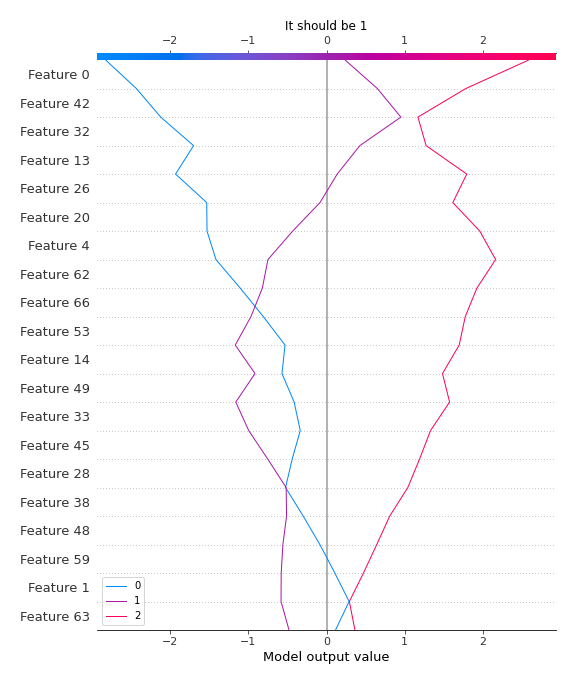 It should be 1
−2 −1 0 1 2
Feature 0
Feature 42
Feature 32
Feature 13
Feature 26
Feature 20
Feature 4
Feature 62
Feature 66
Feature 53
Feature 14
Feature 49
Feature 33
Feature 45
Feature 28
Feature 38
Feature 48
Feature 59
Feature 1
Feature 63
0
1
2
−2 −1 0 1 2
Model output value